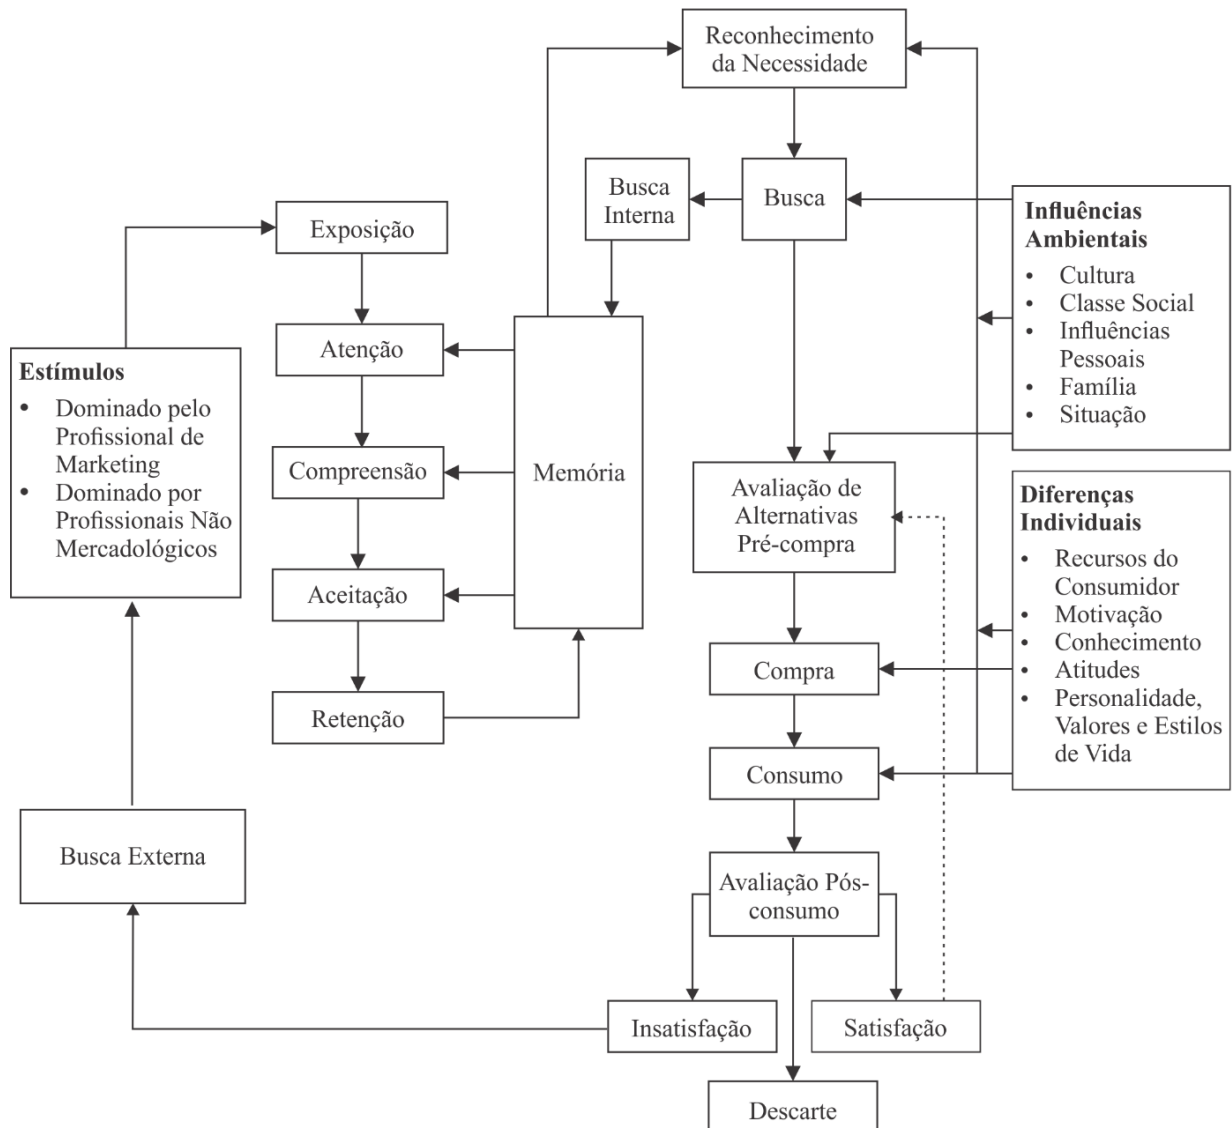 Reconhecimento
da Necessidade
Busca
Interna
Busca
Exposição
Influências
Ambientais
• Cultura
• Classe Social
• Influências
Pessoais
• Família
• Situação
Atenção
Estímulos
• Dominado pelo
Profissional de
Marketing
• Dominado por
Profissionais Não
Mercadológicos
Compreensão
Memória
Avaliação de
Alternativas
Pré-compra
Diferenças
Individuais
• Recursos do
Consumidor
• Motivação
• Conhecimento
• Atitudes
• Personalidade,
Valores e Estilos
de Vida
Aceitação
Compra
Retenção
Consumo
Busca Externa
Avaliação Pós-
consumo
Insatisfação
Satisfação
Descarte